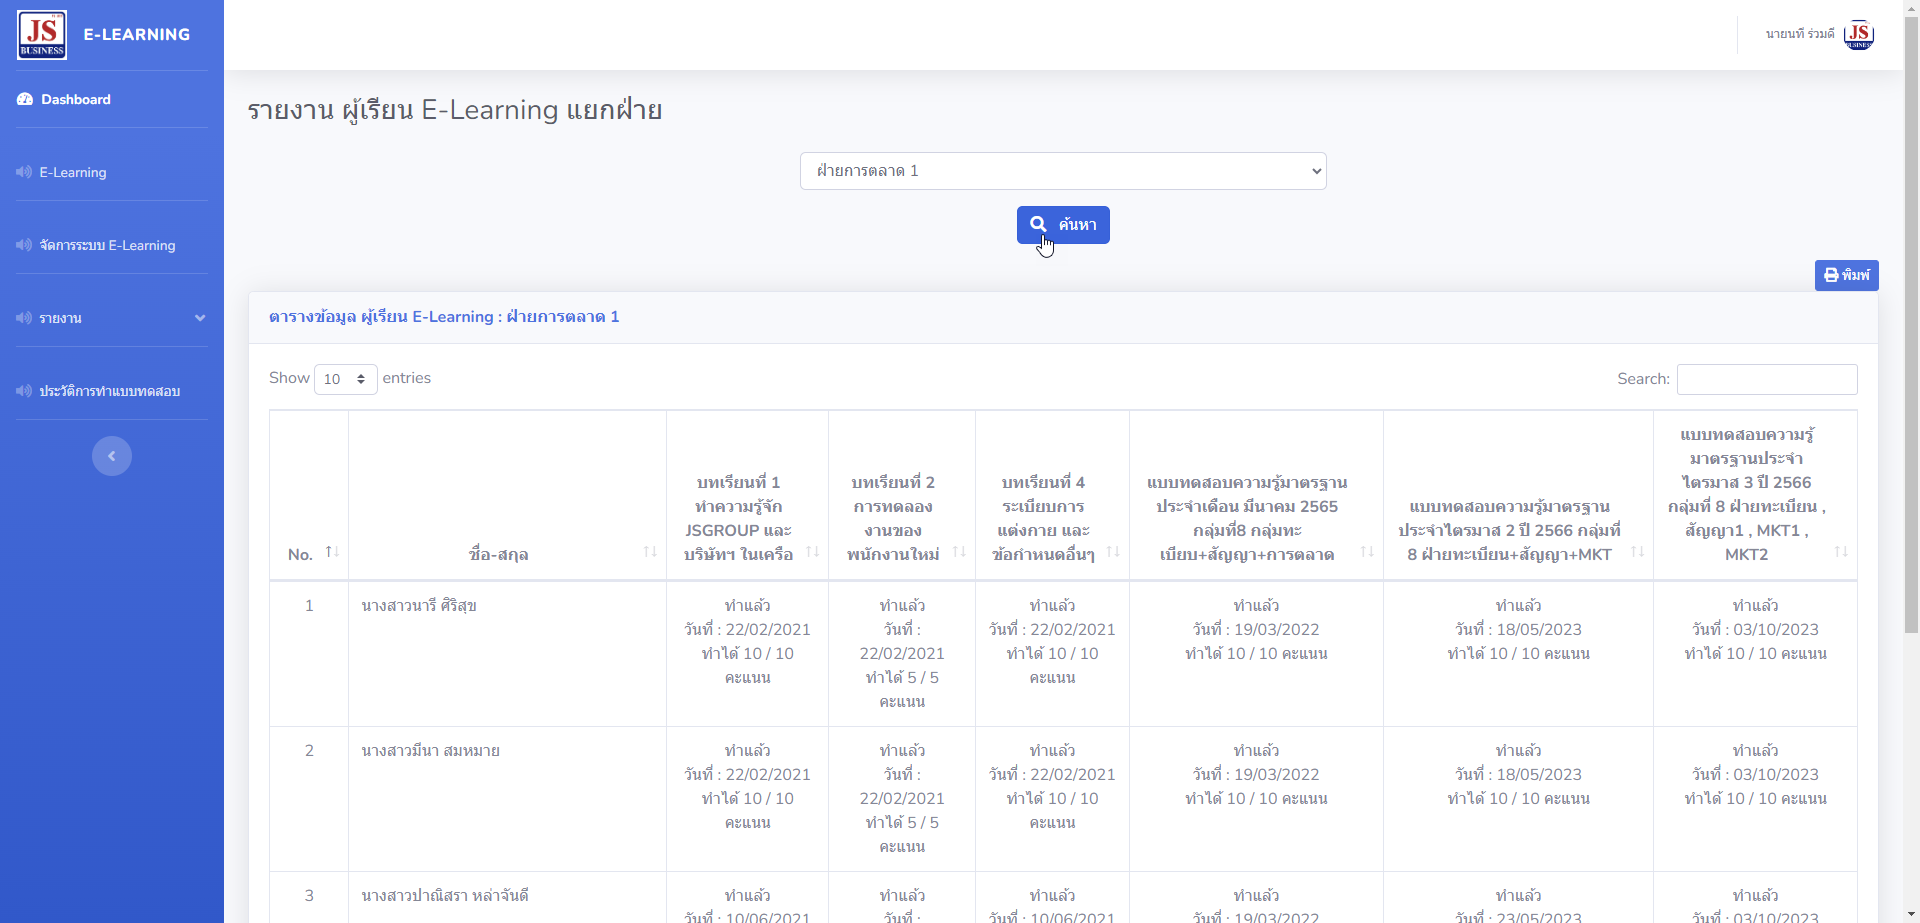 JS
BUSINESS
E-LEARNING
นายนที ร่วมดี
JS
Dashboard
E-Learning
จัดการระบบ E-Learning
รายงาน
ประวัติการทำแบบทดสอบ
รายงาน ผู้เรียน E-Learning แยกฝ่าย
ฝ่ายการตลาด 1
ค้นหา
พิมพ์
ตารางข้อมูล ผู้เรียน E-Learning : ฝ่ายการตลาด 1
Show 10 entries
Search:
No.
ชื่อ-สกุล
บทเรียนที่ 1
ทำความรู้จัก
JSGROUP และ
บริษัทฯ ในเครือ
บทเรียนที่ 2
การทดลอง
งานของ
พนักงานใหม่
บทเรียนที่ 4
ระเบียบการ
แต่งกาย และ
ข้อกำหนดอื่นๆ
แบบทดสอบความรู้มาตรฐาน
ประจำเดือน มีนาคม 2565
กลุ่มที่8 กลุ่มทะ
เบียบ+สัญญา+การตลาด
แบบทดสอบความรู้มาตรฐาน
ประจำไตรมาส 2 ปี 2566 กลุ่มที่
8 ฝ่ายทะเบียน+สัญญา+MKT
แบบทดสอบความรู้
มาตรฐานประจำ
ไตรมาส 3 ปี 2566
กลุ่มที่ 8 ฝ่ายทะเบียน ,
สัญญา1 , MKT1 ,
MKT2
1
นางสาวนารี ศิริสุข
ทำแล้ว
วันที่ : 22/02/2021
ทำได้ 10 / 10
คะแนน
ทำแล้ว
วันที่ :
22/02/2021
ทำได้ 5 / 5
คะแนน
ทำแล้ว
วันที่ : 22/02/2021
ทำได้ 10 / 10
คะแนน
ทำแล้ว
วันที่ : 19/03/2022
ทำได้ 10 / 10 คะแนน
ทำแล้ว
วันที่ : 18/05/2023
ทำได้ 10 / 10 คะแนน
ทำแล้ว
วันที่ : 03/10/2023
ทำได้ 10 / 10 คะแนน
2
นางสาวมีนา สมหมาย
ทำแล้ว
วันที่ : 22/02/2021
ทำได้ 10 / 10
คะแนน
ทำแล้ว
วันที่ :
22/02/2021
ทำได้ 5 / 5
คะแนน
ทำแล้ว
วันที่ : 22/02/2021
ทำได้ 10 / 10
คะแนน
ทำแล้ว
วันที่ : 19/03/2022
ทำได้ 10 / 10 คะแนน
ทำแล้ว
วันที่ : 18/05/2023
ทำได้ 10 / 10 คะแนน
ทำแล้ว
วันที่ : 03/10/2023
ทำได้ 10 / 10 คะแนน
3
นางสาวปาณิสรา หล่าจันดี
ทำแล้ว
วันที่ : 10/06/2021
ทำแล้ว
วันที่ :
ทำแล้ว
วันที่ : 10/06/2021
ทำแล้ว
วันที่ : 19/03/2022
ทำแล้ว
วันที่ : 23/05/2023
ทำแล้ว
วันที่ : 03/10/2023